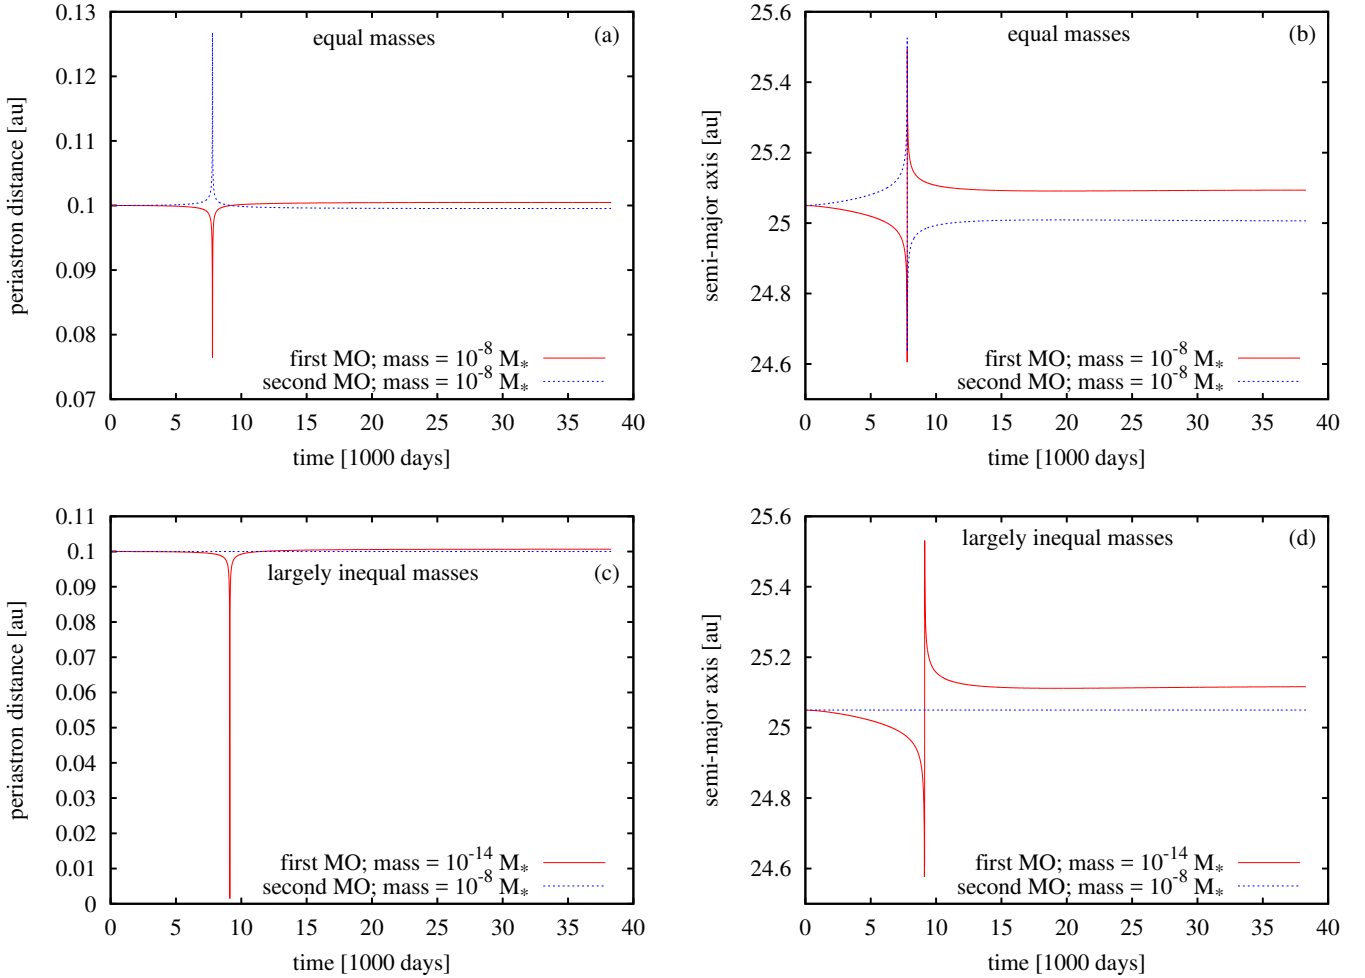 0.13
0.12
0.11
0.1
0.09
0.08
0.07
0 5 10 15 20 25 30 35 40
periastron distance [au]
time [1000 days]
equal masses
(a)
first MO; mass = 10^-8 M_*
second MO; mass = 10^-8 M_*
25.6
25.4
25.2
25
24.8
24.6
0 5 10 15 20 25 30 35 40
semi-major axis [au]
time [1000 days]
equal masses
(b)
first MO; mass = 10^-8 M_*
second MO; mass = 10^-8 M_*
0.11
0.1
0.09
0.08
0.07
0.06
0.05
0.04
0.03
0.02
0.01
0
0 5 10 15 20 25 30 35 40
periastron distance [au]
time [1000 days]
largely inequal masses
(c)
first MO; mass = 10^-14 M_*
second MO; mass = 10^-8 M_*
25.6
25.4
25.2
25
24.8
24.6
0 5 10 15 20 25 30 35 40
semi-major axis [au]
time [1000 days]
largely inequal masses
(d)
first MO; mass = 10^-14 M_*
second MO; mass = 10^-8 M_*